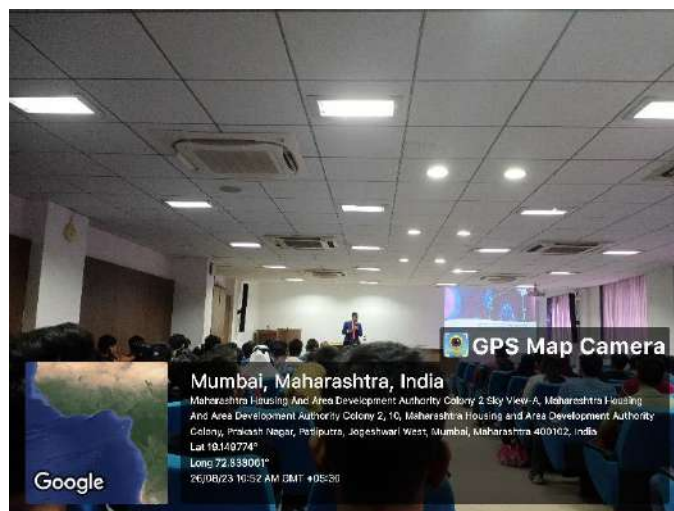 GPS Map Camera
Mumbai, Maharashtra, India
Maharashtra Housing And Area Development Authority Colony 2 Sky View-A, Maharashtra Housing
And Area Development Authority Colony 2, 10, Maharashtra Housing and Area Development Authority
Colony, Prakash Nagar, Patliputra, Jogeshwari West, Mumbai, Maharashtra 400102, India
Lat 19.149774°
Long 72.833061°
26/08/23 10:52 AM GMT +05:30
Google